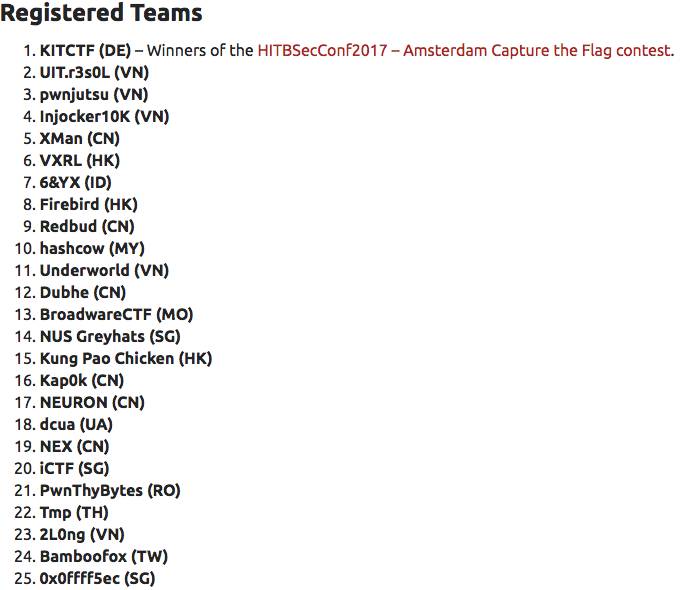 Registered Teams
1. KITCTF (DE) – Winners of the HITBSecConf2017 – Amsterdam Capture the Flag contest.
2. UIT.r3s0L (VN)
3. pwnjutsu (VN)
4. Injocker10K (VN)
5. XMan (CN)
6. VXRL (HK)
7. 6&YX (ID)
8. Firebird (HK)
9. Redbud (CN)
10. hashcow (MY)
11. Underworld (VN)
12. Dubhe (CN)
13. BroadwareCTF (MO)
14. NUS Greyhats (SG)
15. Kung Pao Chicken (HK)
16. Kap0k (CN)
17. NEURON (CN)
18. dcua (UA)
19. NEX (CN)
20. iCTF (SG)
21. PwnThyBytes (RO)
22. Tmp (TH)
23. 2L0ng (VN)
24. Bamboofox (TW)
25. 0x0ffff5ec (SG)